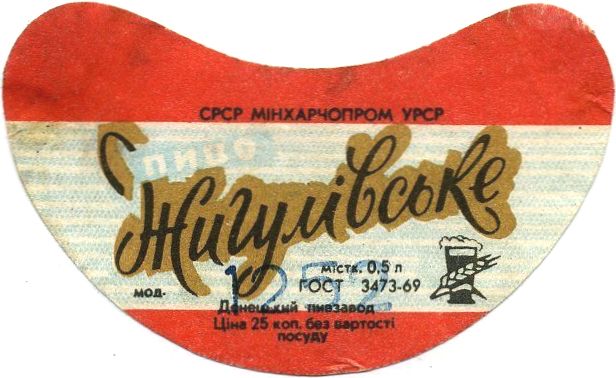 СРСР МІНХАРЧОПРОМ УРСР
пиво
Жигулівське
містк. 0,5 л
мод. ГОСТ 3473-69
Донецький пивзавод
Ціна 25 коп. без вартості
посуду